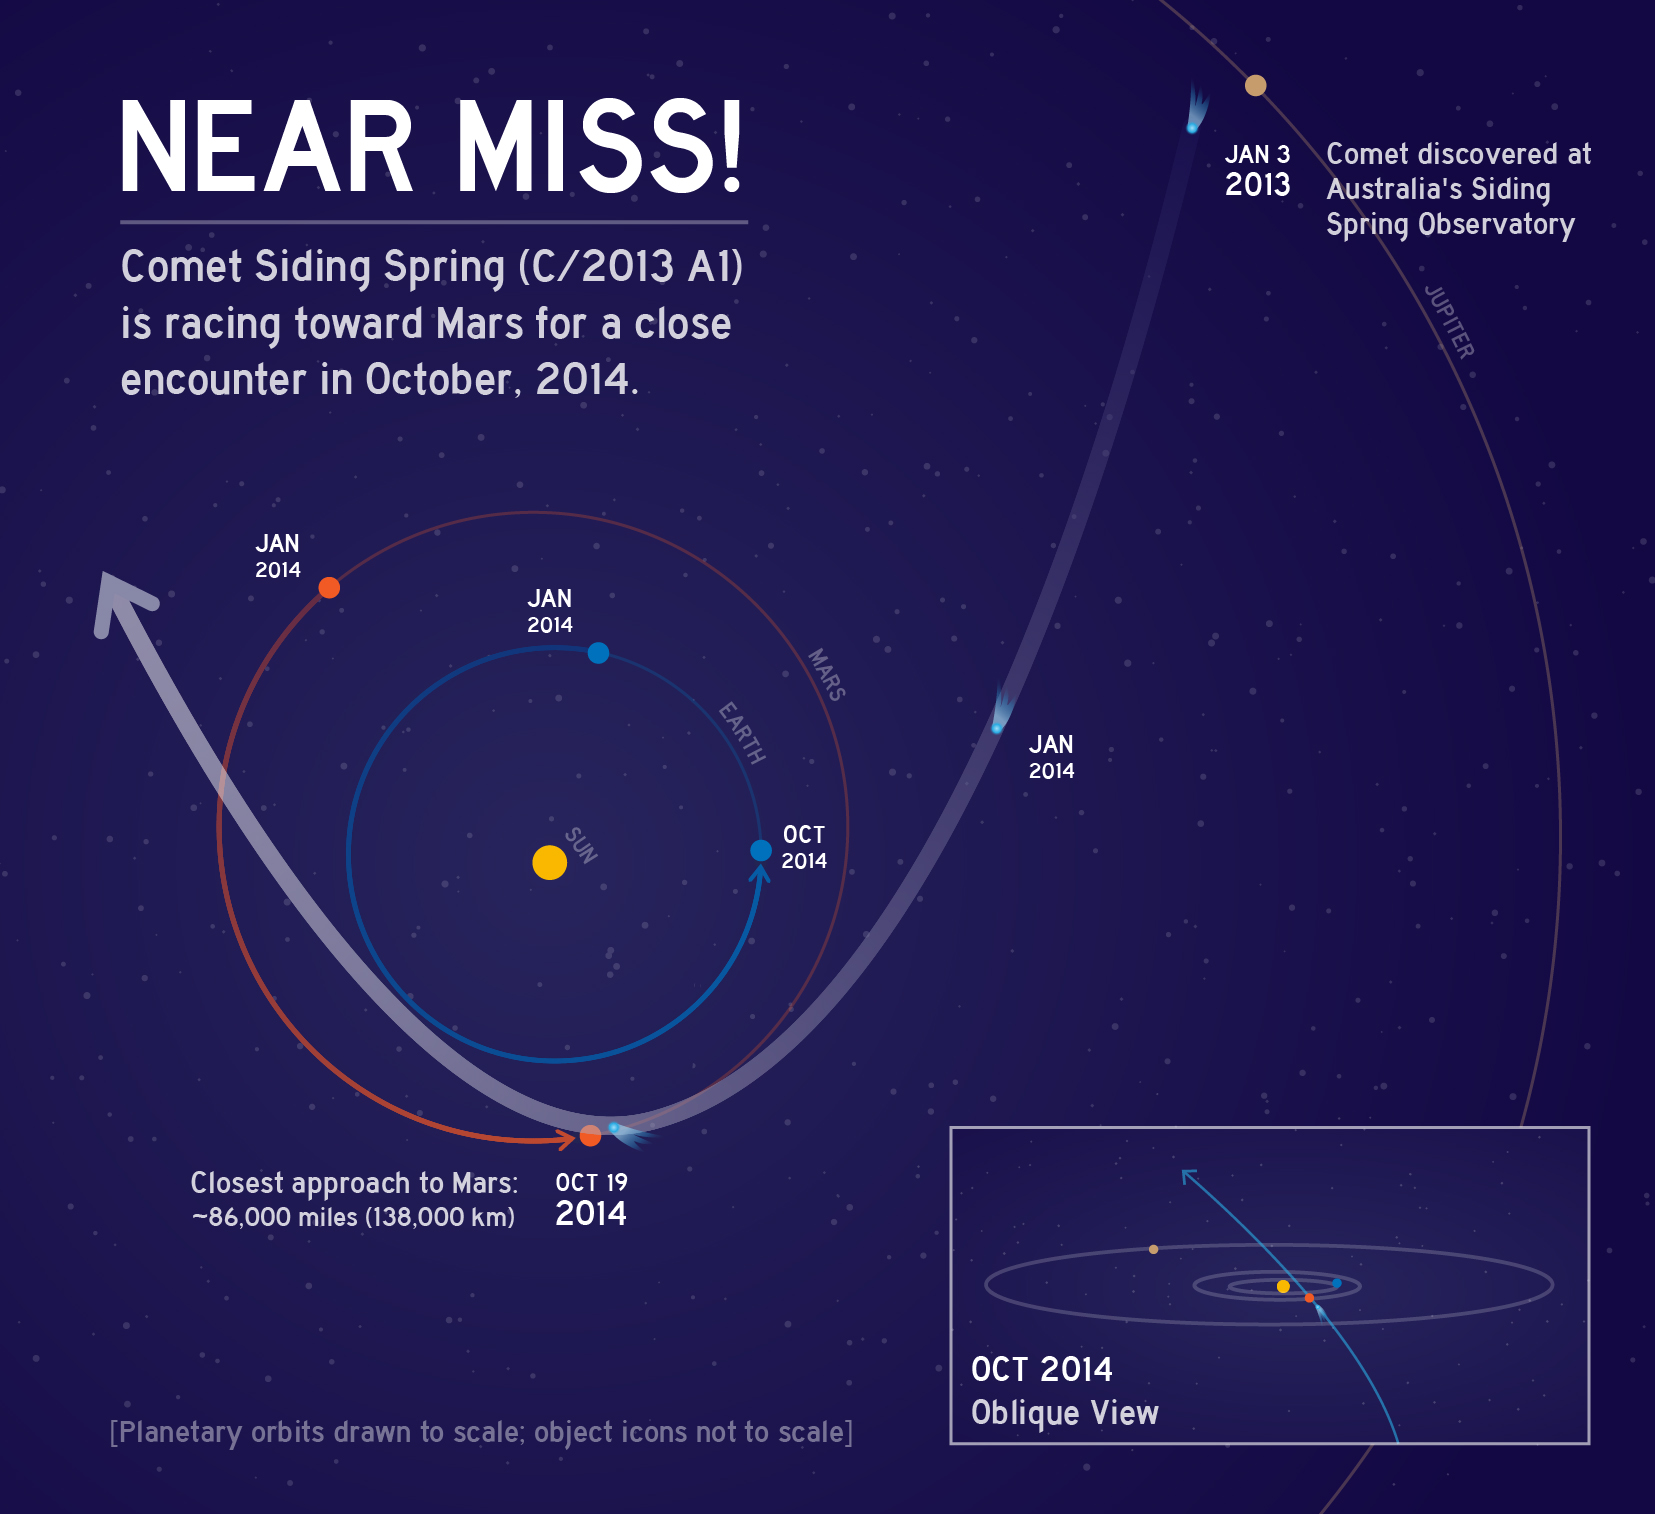 NEAR MISS!
Comet Siding Spring (C/2013 A1)
is racing toward Mars for a close
encounter in October, 2014.
JAN 3
2013
Comet discovered at
Australia's Siding
Spring Observatory
JUPITER
JAN
2014
JAN
2014
MARS
EARTH
SUN
JAN
2014
OCT
2014
Closest approach to Mars:
~86,000 miles (138,000 km)
OCT 19
2014
OCT 2014
Oblique View
[Planetary orbits drawn to scale; object icons not to scale]